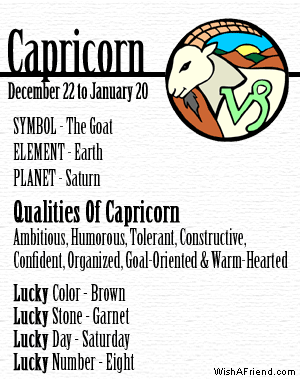 Capricorn
December 22 to January 20
SYMBOL - The Goat
ELEMENT - Earth
PLANET - Saturn
Qualities Of Capricorn
Ambitious, Humorous, Tolerant, Constructive,
Confident, Organized, Goal-Oriented & Warm-Hearted
Lucky Color - Brown
Lucky Stone - Garnet
Lucky Day - Saturday
Lucky Number - Eight
WishAFriend.com